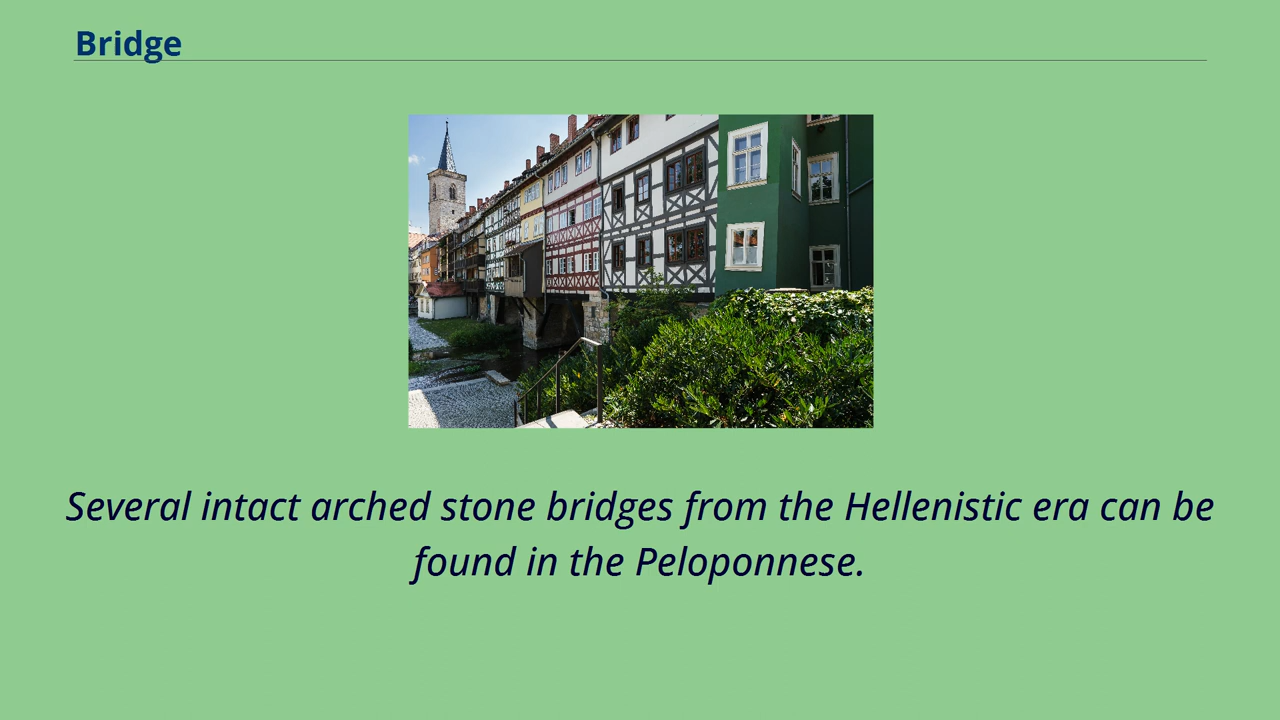 Bridge
Several intact arched stone bridges from the Hellenistic era can be
found in the Peloponnese.